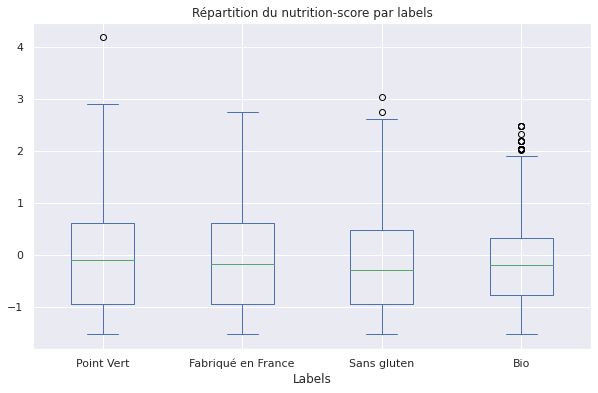 Répartition du nutrition-score par labels
4
3
2
1
0
−1
Point Vert
Fabriqué en France
Sans gluten
Bio
Labels